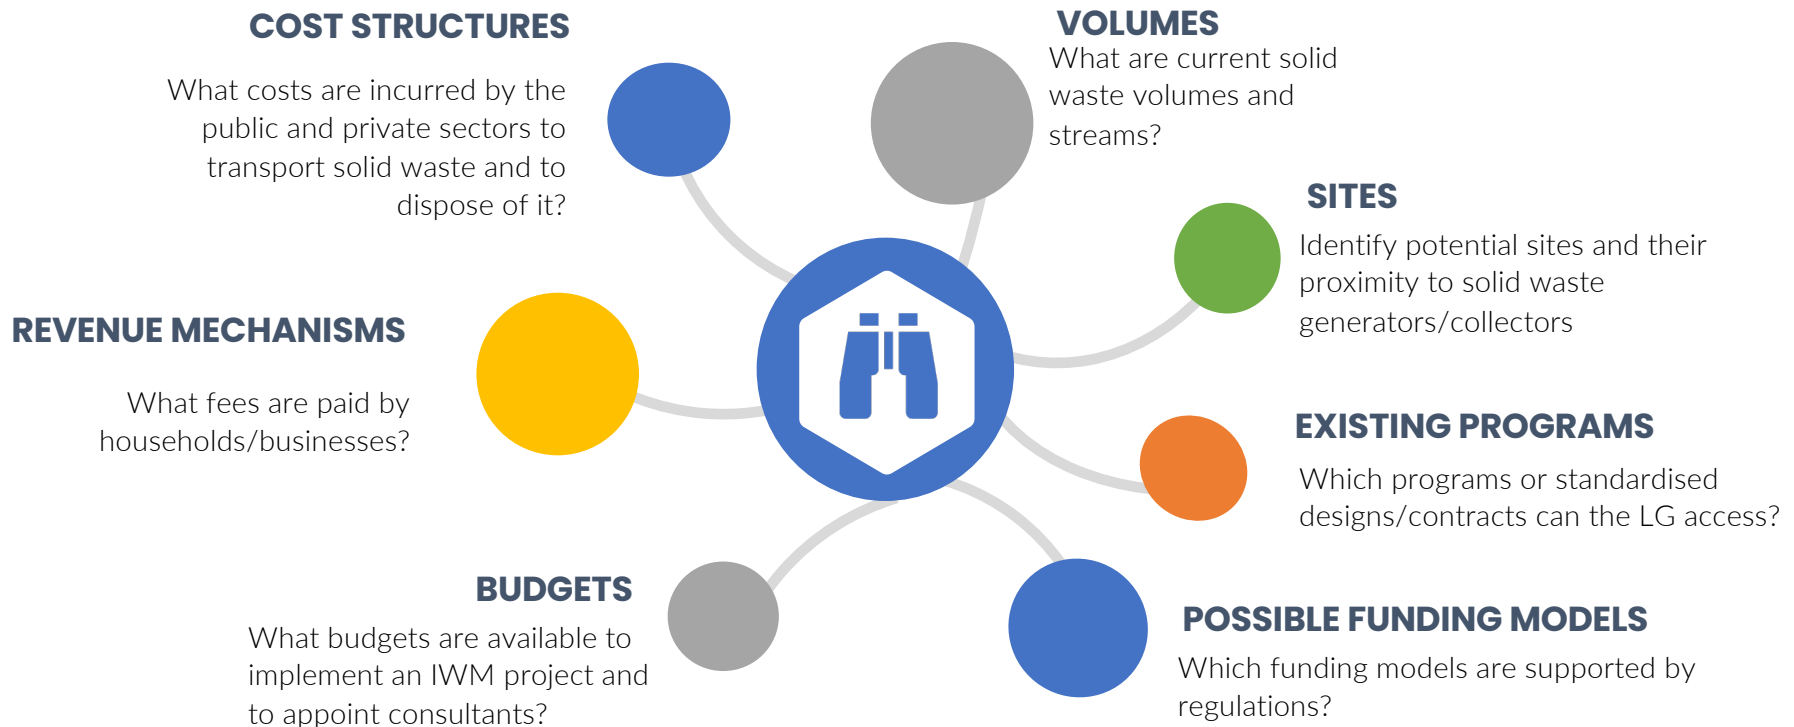 COST STRUCTURES
What costs are incurred by the
public and private sectors to
transport solid waste and to
dispose of it?
VOLUMES
What are current solid
waste volumes and
streams?
SITES
Identify potential sites and their
proximity to solid waste
generators/collectors
REVENUE MECHANISMS
What fees are paid by
households/businesses?
EXISTING PROGRAMS
Which programs or standardised
designs/contracts can the LG access?
BUDGETS
What budgets are available to
implement an IWM project and
to appoint consultants?
POSSIBLE FUNDING MODELS
Which funding models are supported by
regulations?